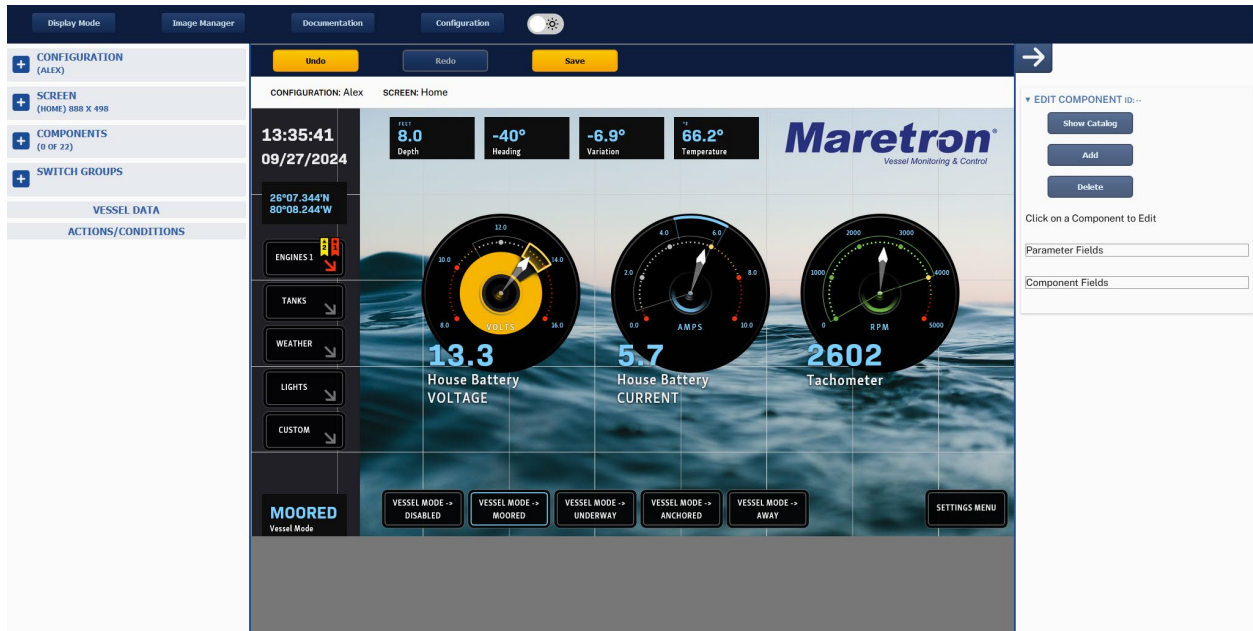 Display Mode
Image Manager
Documentation
Configuration
CONFIGURATION
(ALEX)
SCREEN
(HOME) 888 X 498
COMPONENTS
(0 OF 22)
SWITCH GROUPS
VESSEL DATA
ACTIONS/CONDITIONS
Undo
Redo
Save
CONFIGURATION: Alex
SCREEN: Home
13:35:41
09/27/2024
FEET
8.0
Depth
-40°
Heading
-6.9°
Variation
°F
66.2°
Temperature
Maretron®
Vessel Monitoring & Control
26°07.344'N
80°08.244'W
ENGINES 1
2
TANKS
WEATHER
LIGHTS
CUSTOM
8.0
10.0
12.0
14.0
16.0
VOLTS
13.3
House Battery
VOLTAGE
0.0
2.0
4.0
6.0
8.0
10.0
AMPS
5.7
House Battery
CURRENT
0
1000
2000
3000
4000
5000
RPM
2602
Tachometer
MOORED
Vessel Mode
VESSEL MODE ->
DISABLED
VESSEL MODE ->
MOORED
VESSEL MODE ->
UNDERWAY
VESSEL MODE ->
ANCHORED
VESSEL MODE ->
AWAY
SETTINGS MENU
EDIT COMPONENT ID: --
Show Catalog
Add
Delete
Click on a Component to Edit
Parameter Fields
Component Fields